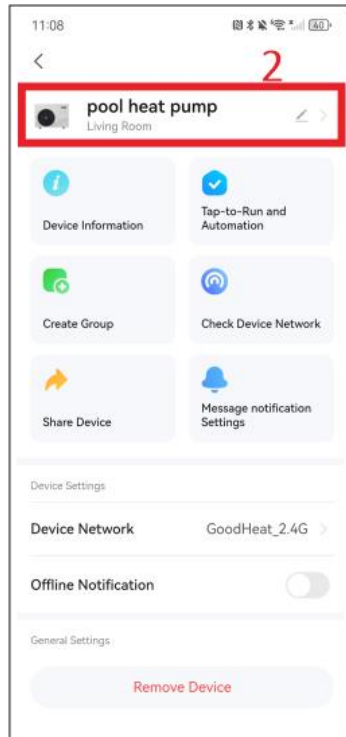 11:08
40
2
pool heat pump
Living Room
Device Information
Tap-to-Run and
Automation
Create Group
Check Device Network
Share Device
Message notification
Settings
Device Settings
Device Network
GoodHeat_2.4G
Offline Notification
General Settings
Remove Device